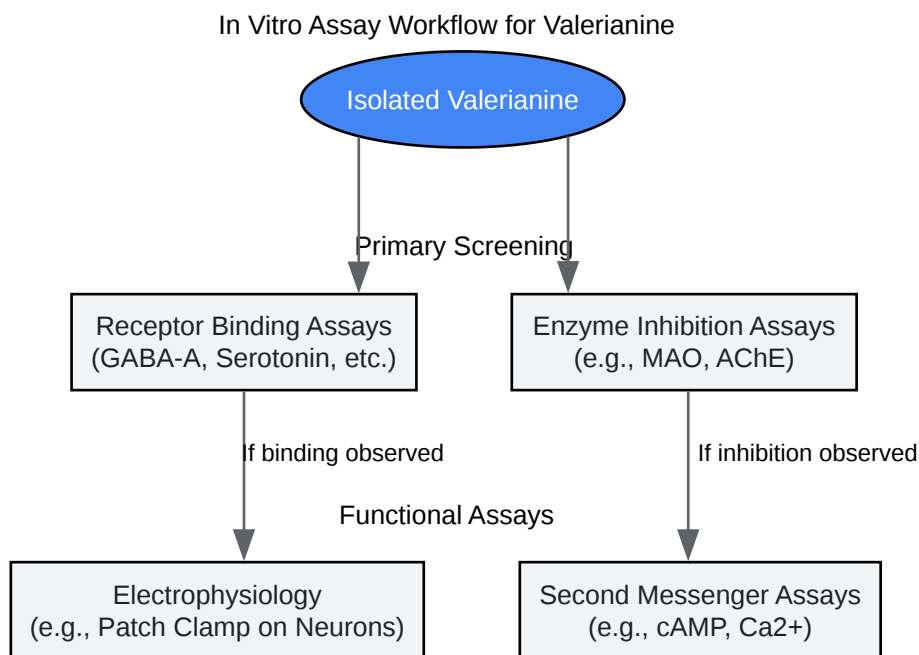 In Vitro Assay Workflow for Valerianine
Isolated Valerianine
Primary Screening
Receptor Binding Assays
(GABA-A, Serotonin, etc.)
Enzyme Inhibition Assays
(e.g., MAO, AChE)
If binding observed
If inhibition observed
Functional Assays
Electrophysiology
(e.g., Patch Clamp on Neurons)
Second Messenger Assays
(e.g., cAMP, Ca2+)